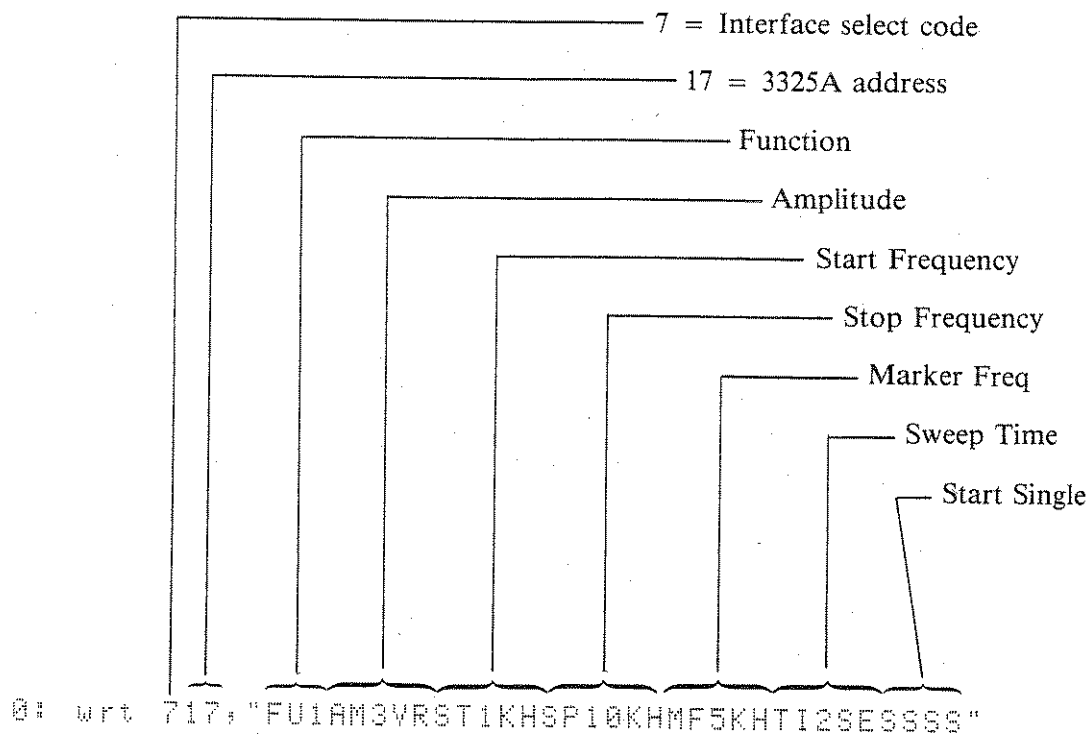 7 = Interface select code
17 = 3325A address
Function
Amplitude
Start Frequency
Stop Frequency
Marker Freq
Sweep Time
Start Single
0: wrt 717,"FU1AM3VRST1KHSP10KHMF5KHTI2SESSSS"